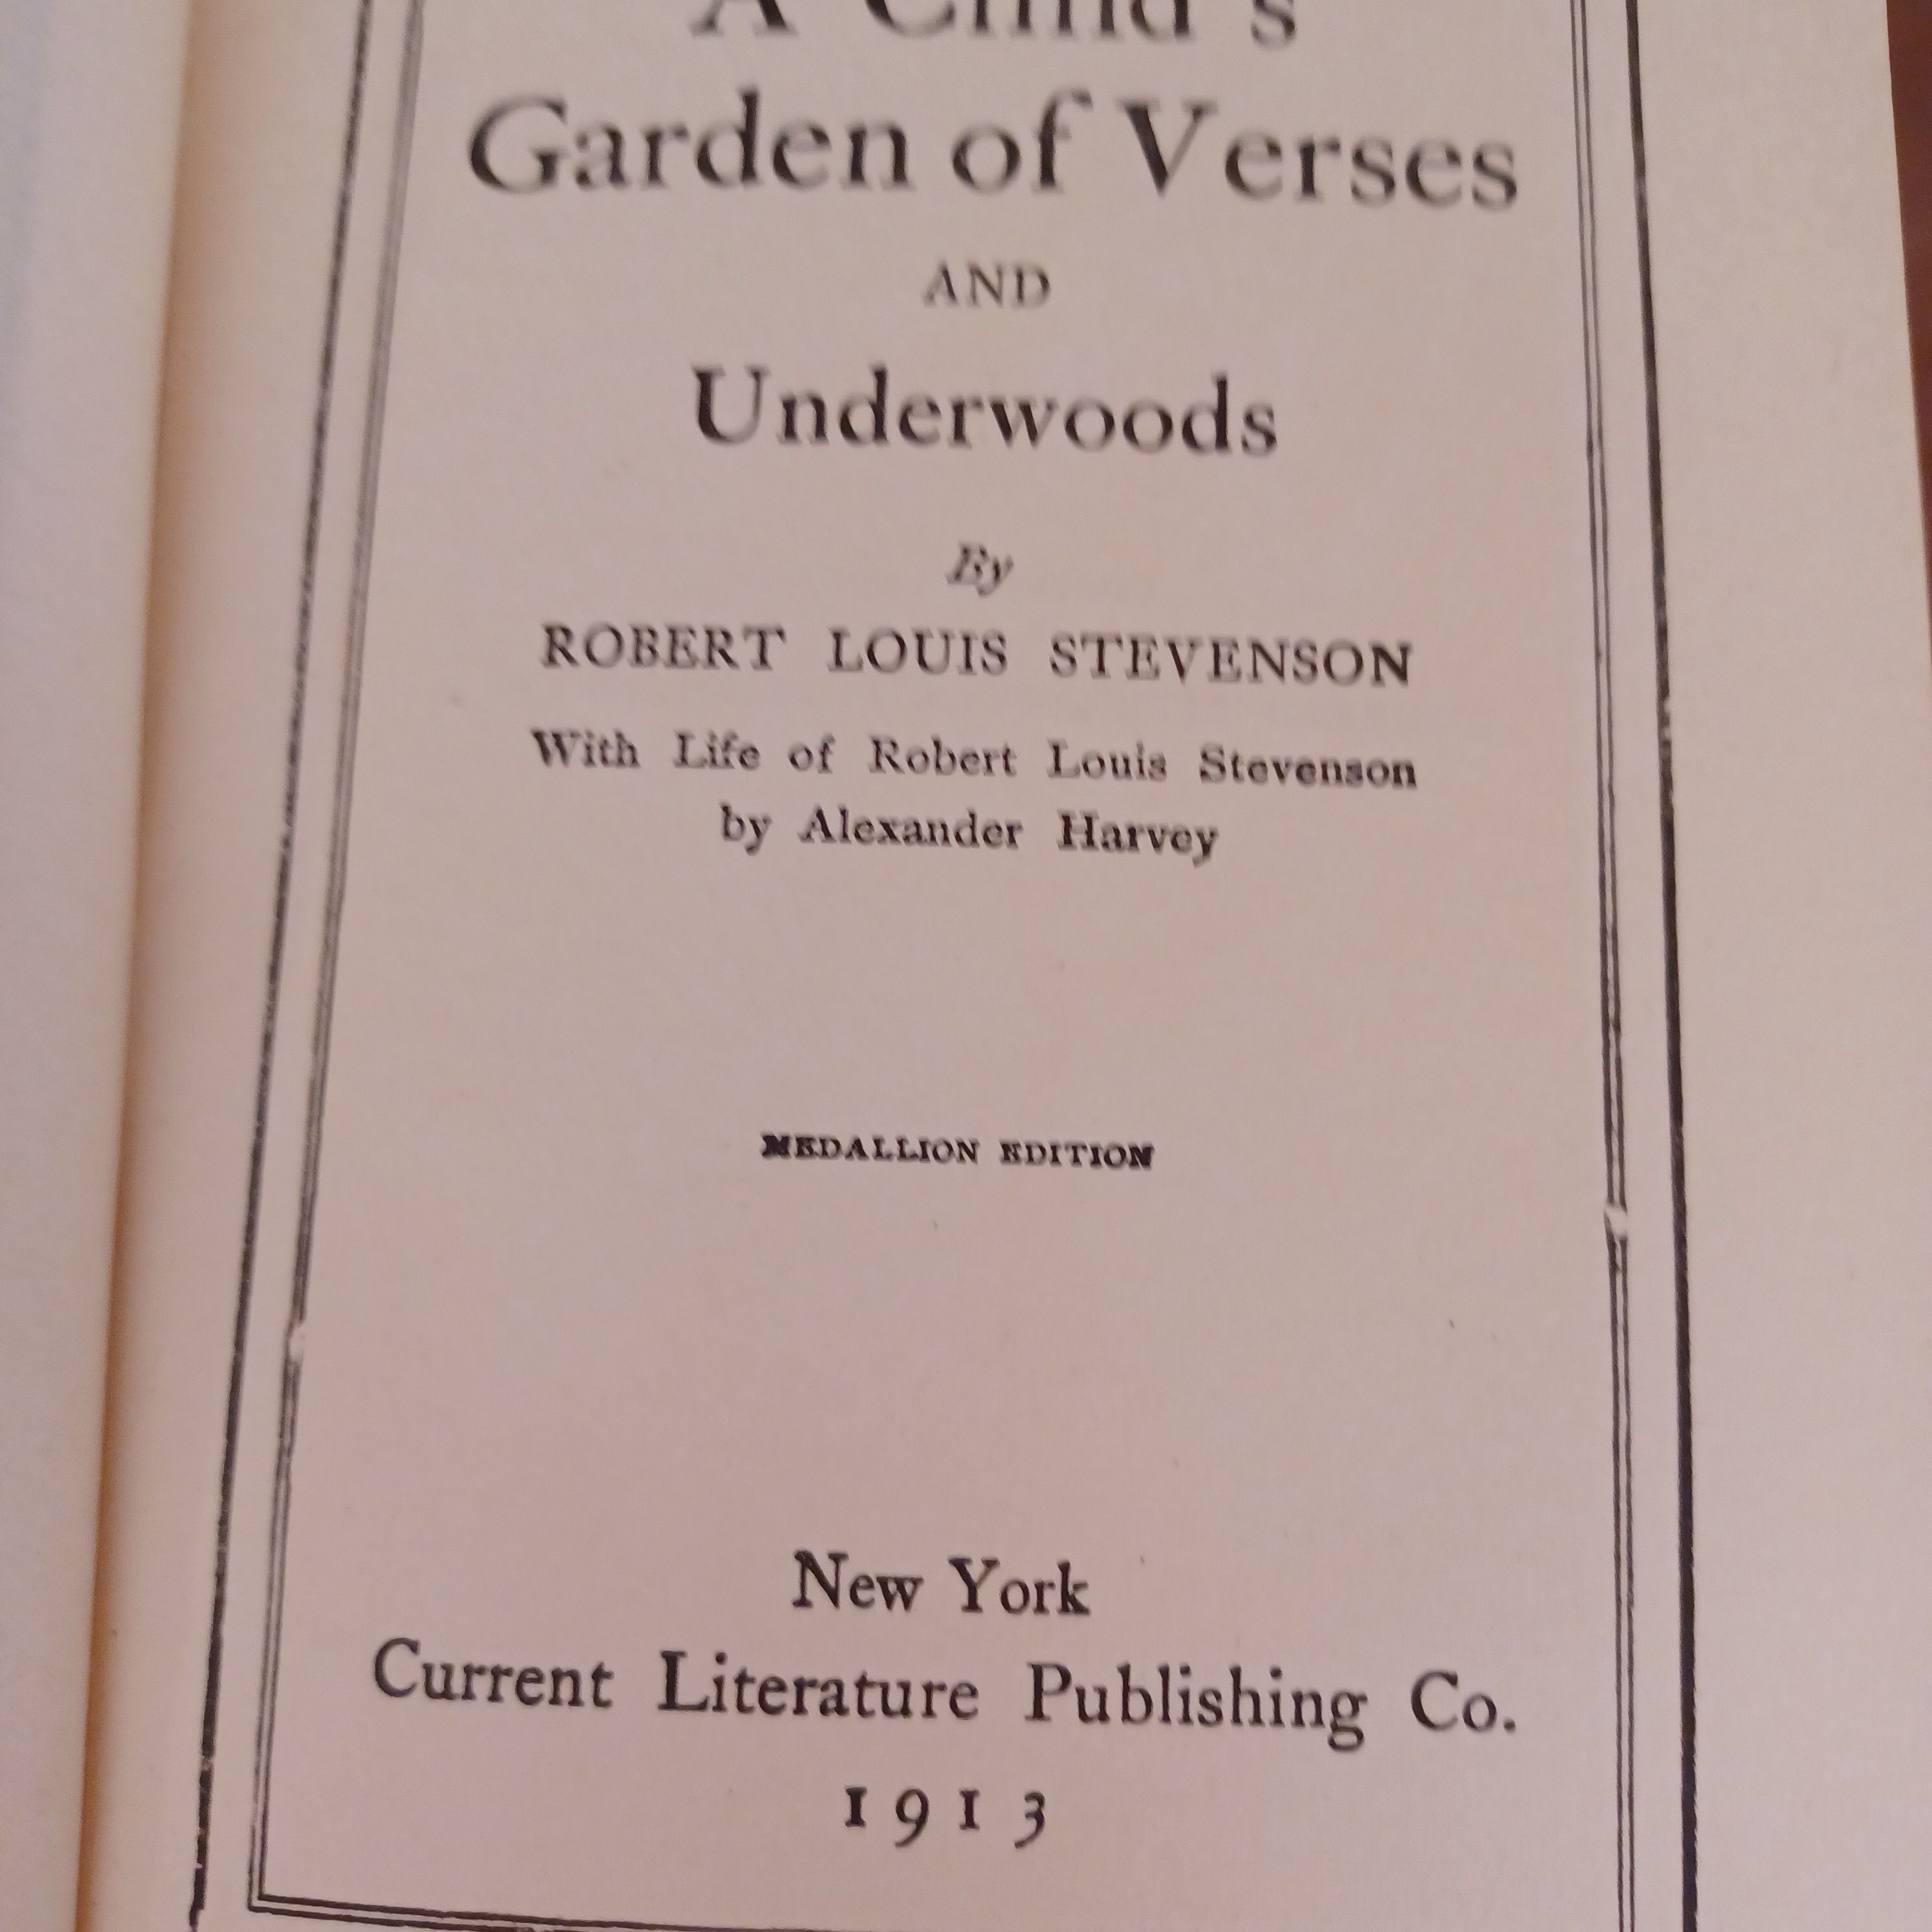 A Child's
Garden of Verses
AND
Underwoods
By
ROBERT LOUIS STEVENSON
With Life of Robert Louis Stevenson
by Alexander Harvey
MEDALLION EDITION
New York
Current Literature Publishing Co.
1913